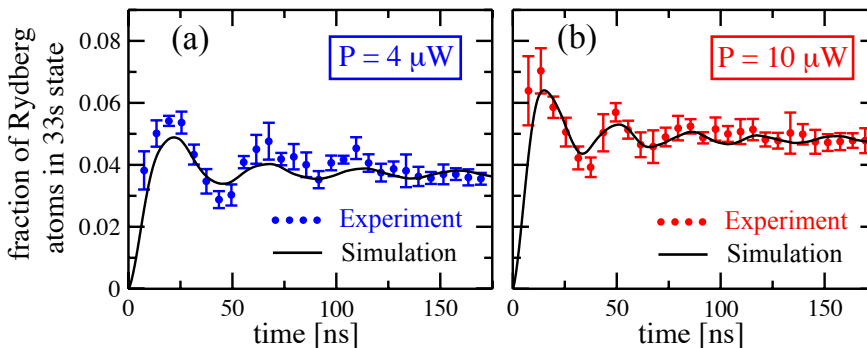 fraction of Rydberg
atoms in 33s state
0.08
0.06
0.04
0.02
0
(a)
P = 4 μW
Experiment
Simulation
0
50
100
150
time [ns]
(b)
P = 10 μW
Experiment
Simulation
0
50
100
150
time [ns]